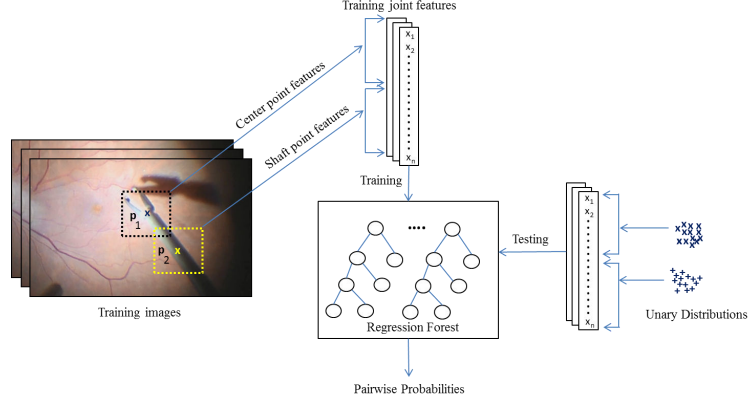 Training joint features
x1
x2
xn
Center point features
Shaft point features
p1 x
p2 x
Training images
Training
....
Regression Forest
Pairwise Probabilities
Testing
x1
x2
xn
Unary Distributions